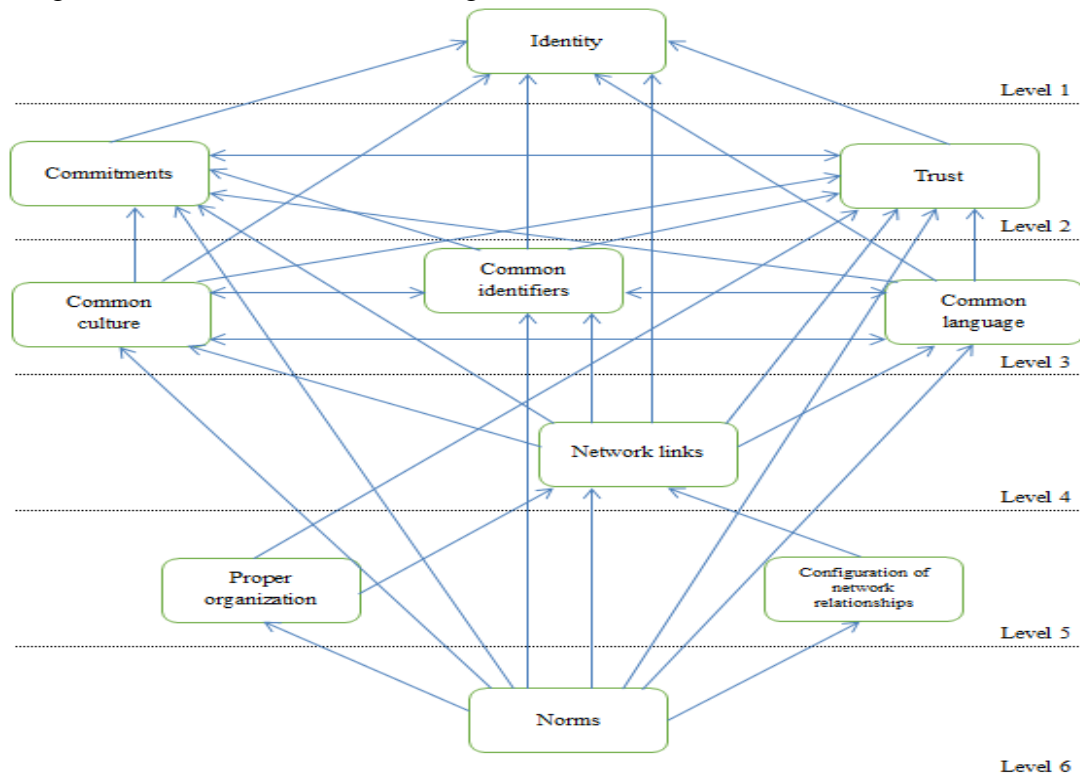 Identity
Level 1
Commitments
Trust
Level 2
Common
identifiers
Common
culture
Common
language
Level 3
Network links
Level 4
Proper
organization
Configuration of
network
relationships
Level 5
Norms
Level 6